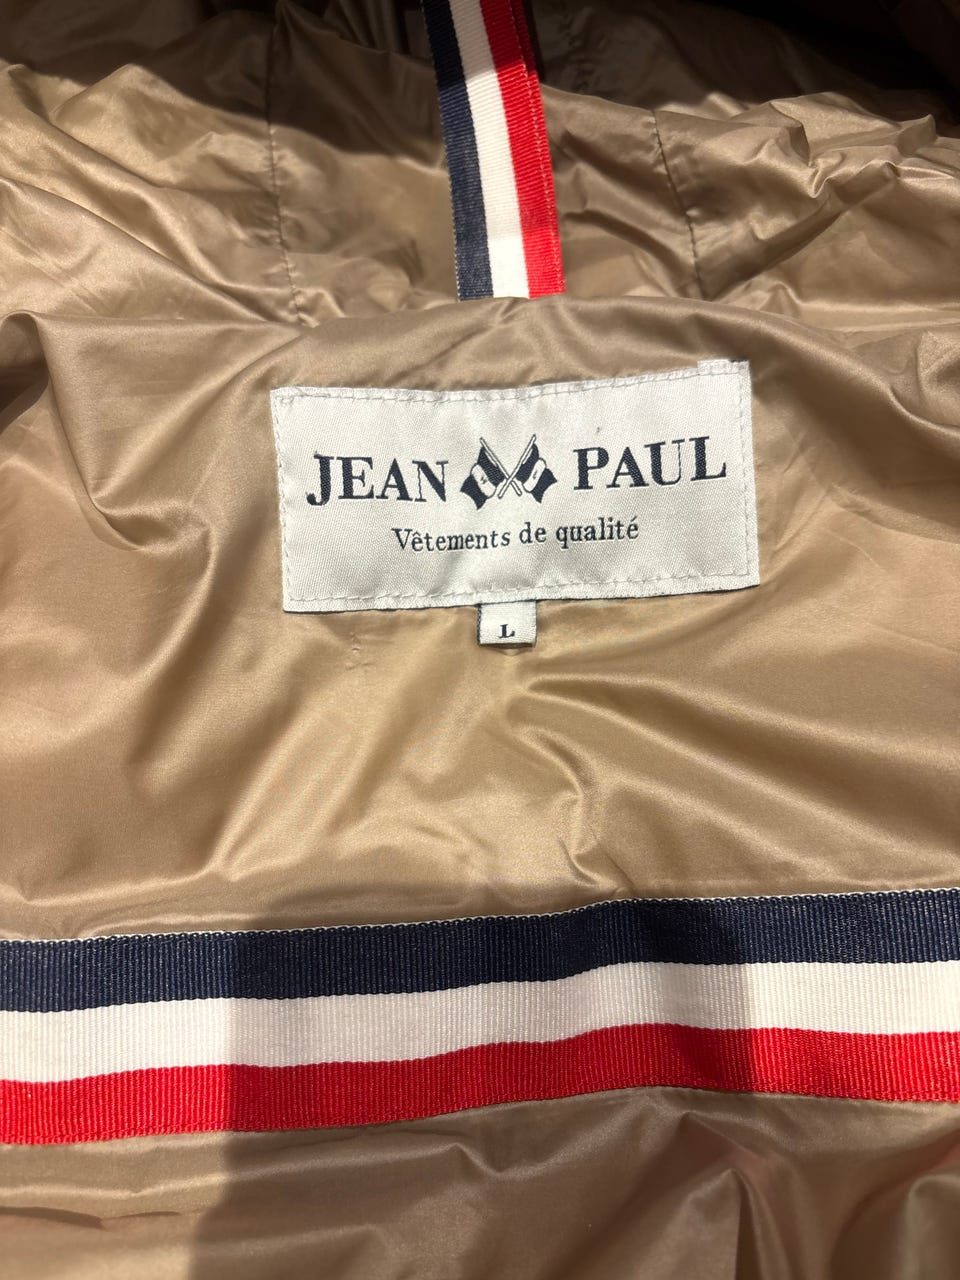 JEAN PAUL
Vêtements de qualité
L